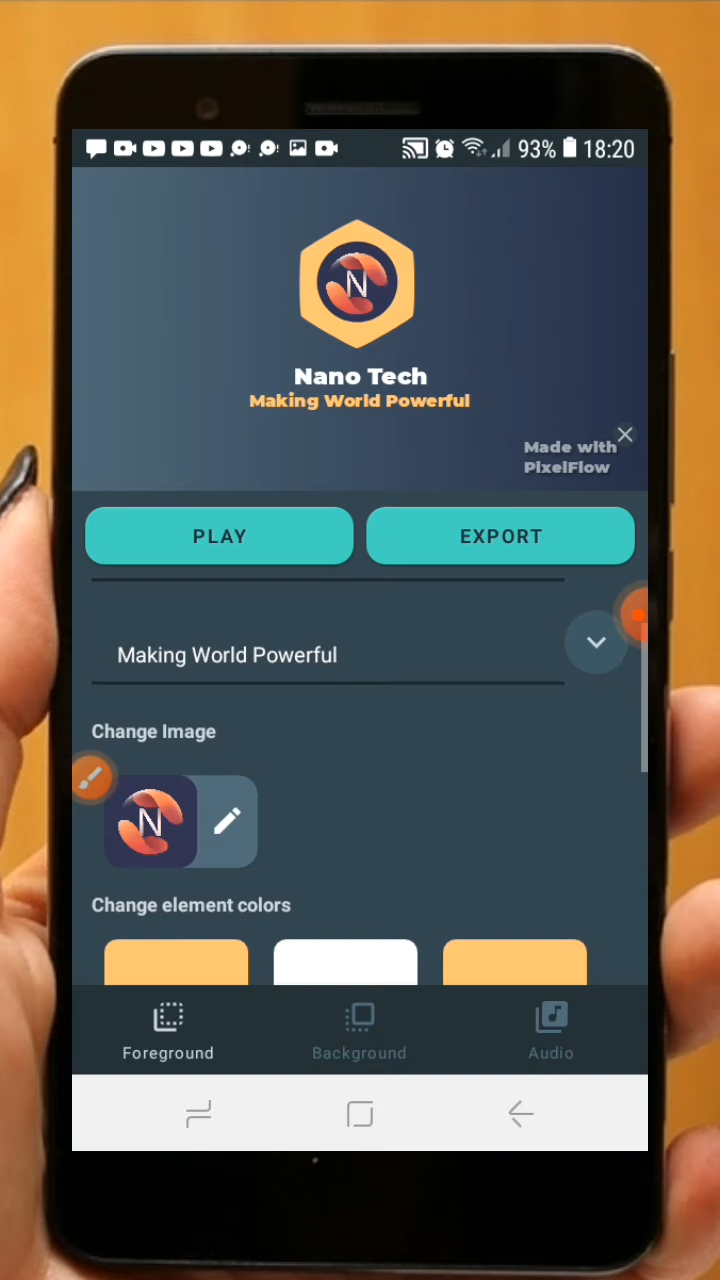 93% 18:20
N
Nano Tech
Making World Powerful
Made with
PixelFlow
PLAY
EXPORT
Making World Powerful
Change Image
N
Change element colors
Foreground
Background
Audio